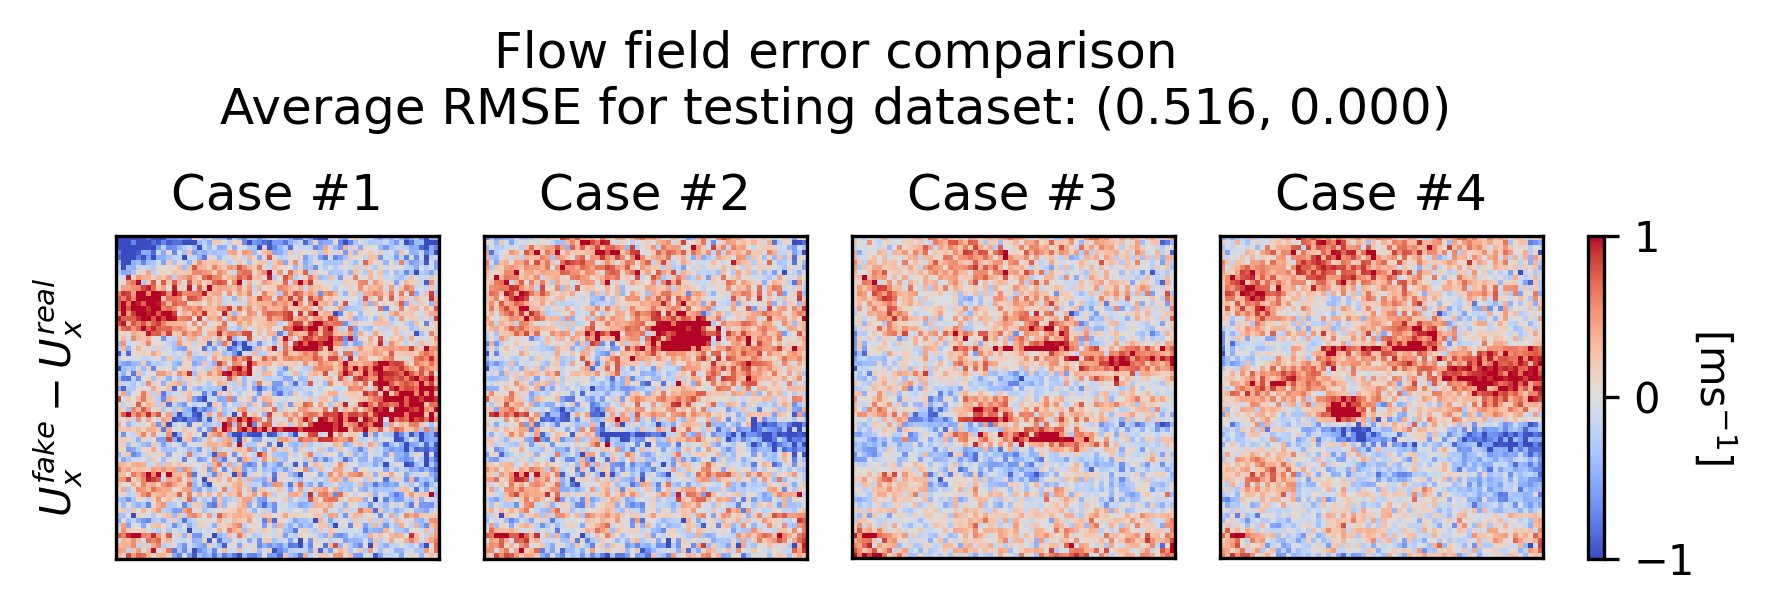 Flow field error comparison
Average RMSE for testing dataset: (0.516, 0.000)
Case #1
Case #2
Case #3
Case #4
U_x^{fake} − U_x^{real}
1
0
−1
[ms⁻¹]